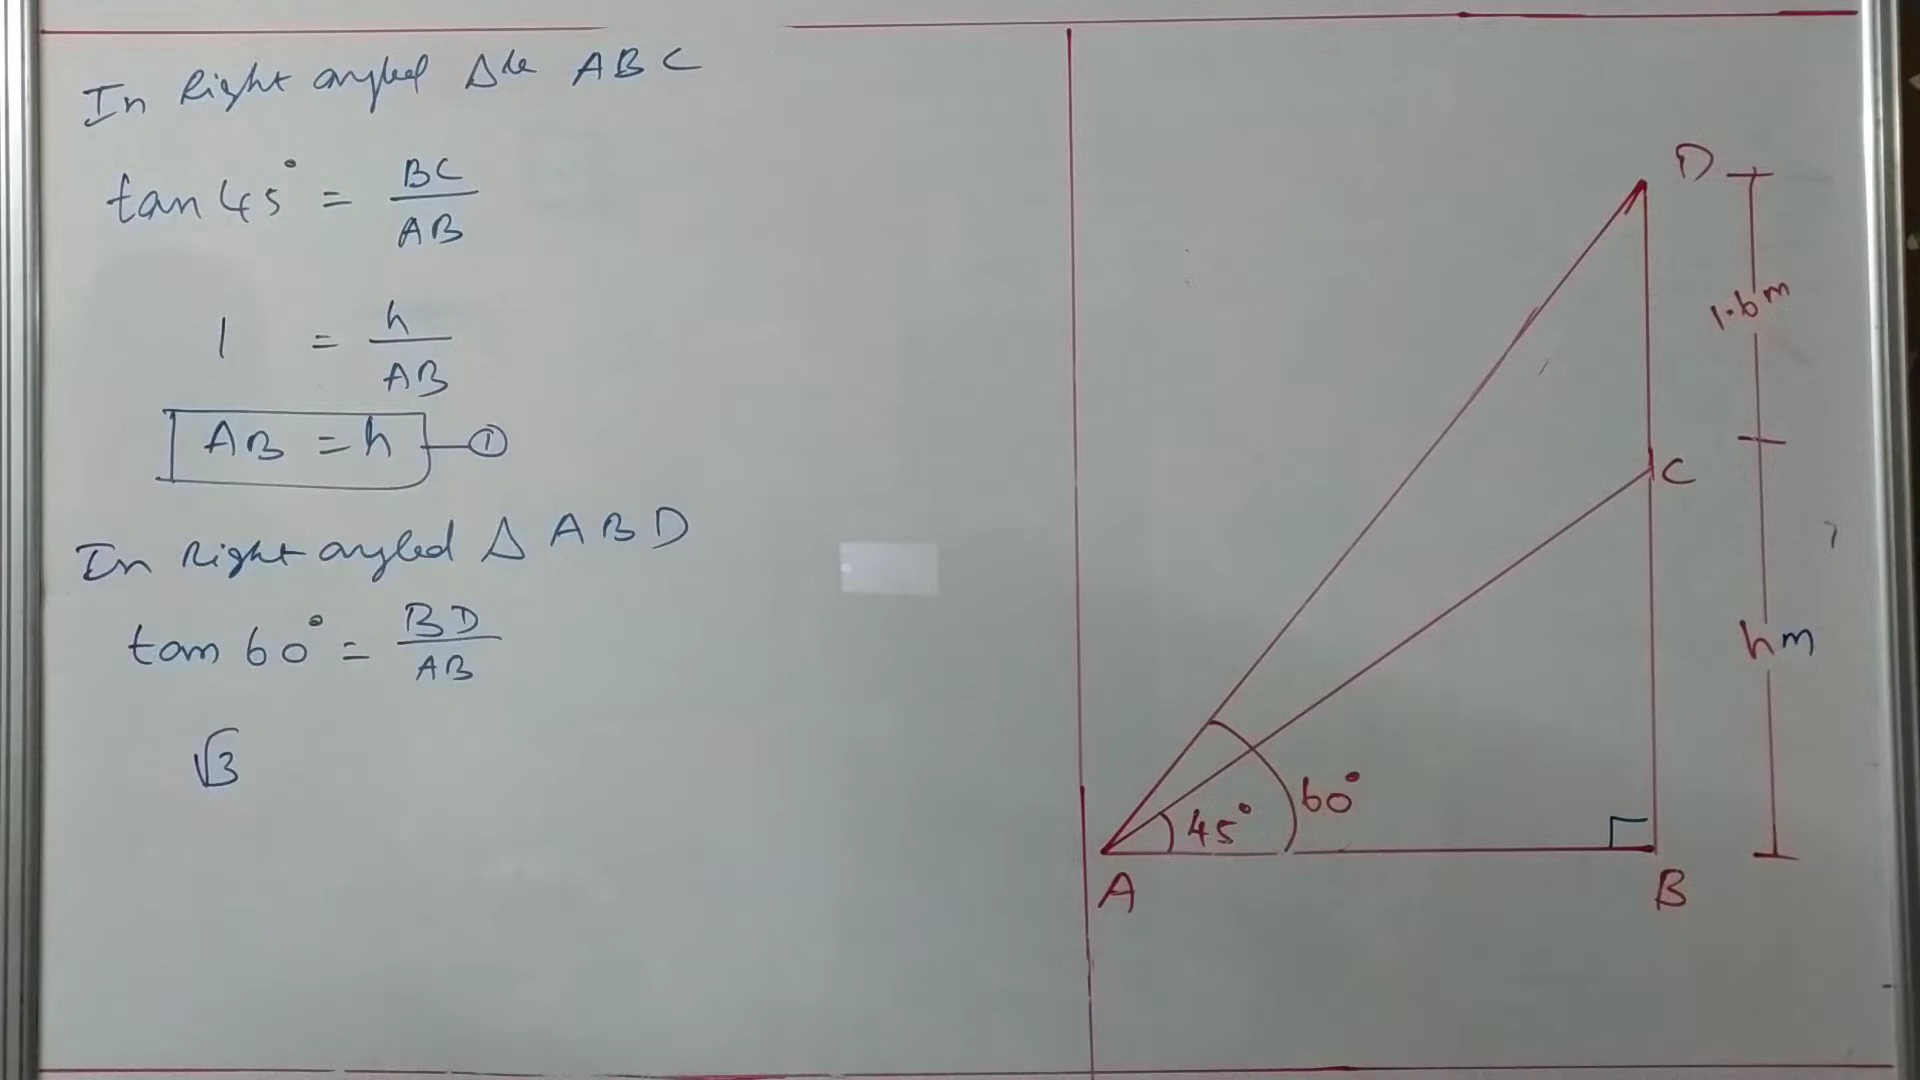 In Right angled Δle ABC
tan 45° = BC/AB
1 = h/AB
AB = h —①
In Right angled Δ ABD
tan 60° = BD/AB
√3
D
1.6m
C
hm
60°
45°
A
B